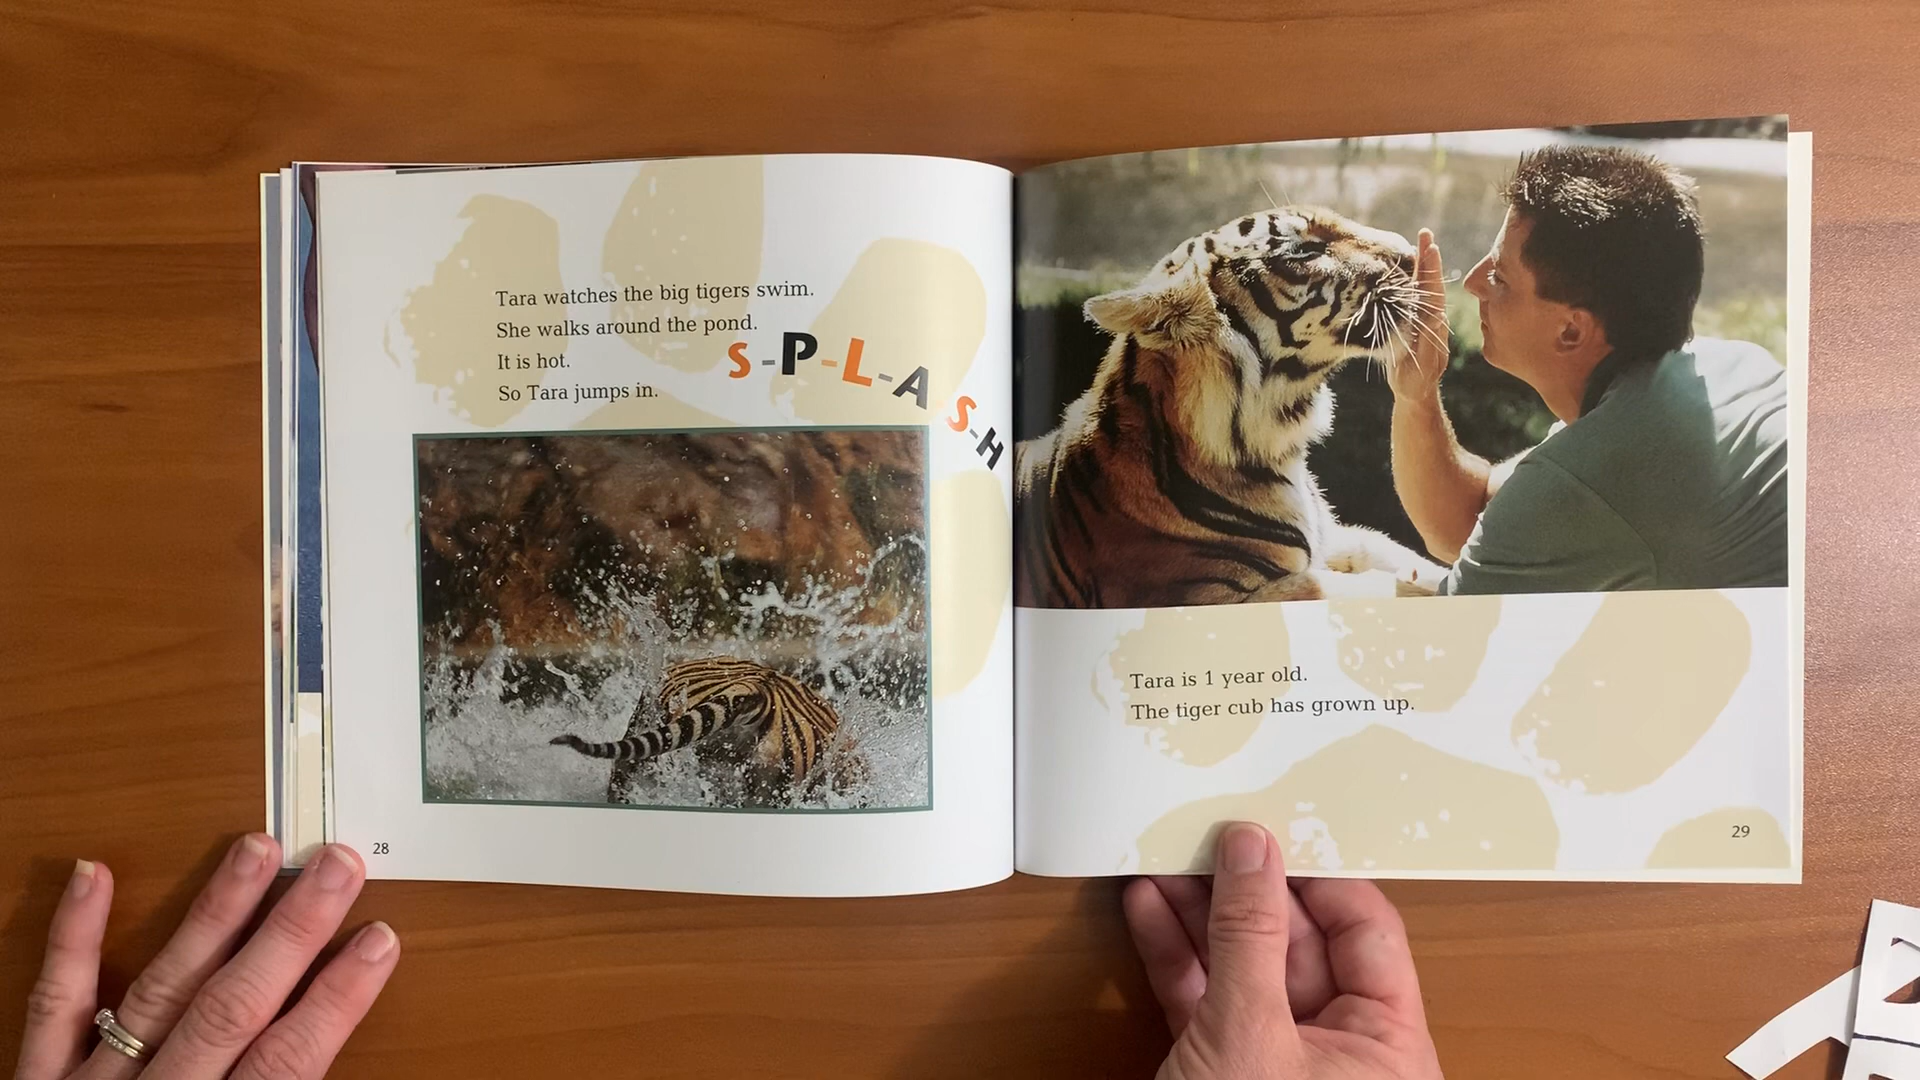 Tara watches the big tigers swim.
She walks around the pond.
It is hot.
So Tara jumps in.
S-P-L-A
S-H
28
Tara is 1 year old.
The tiger cub has grown up.
29